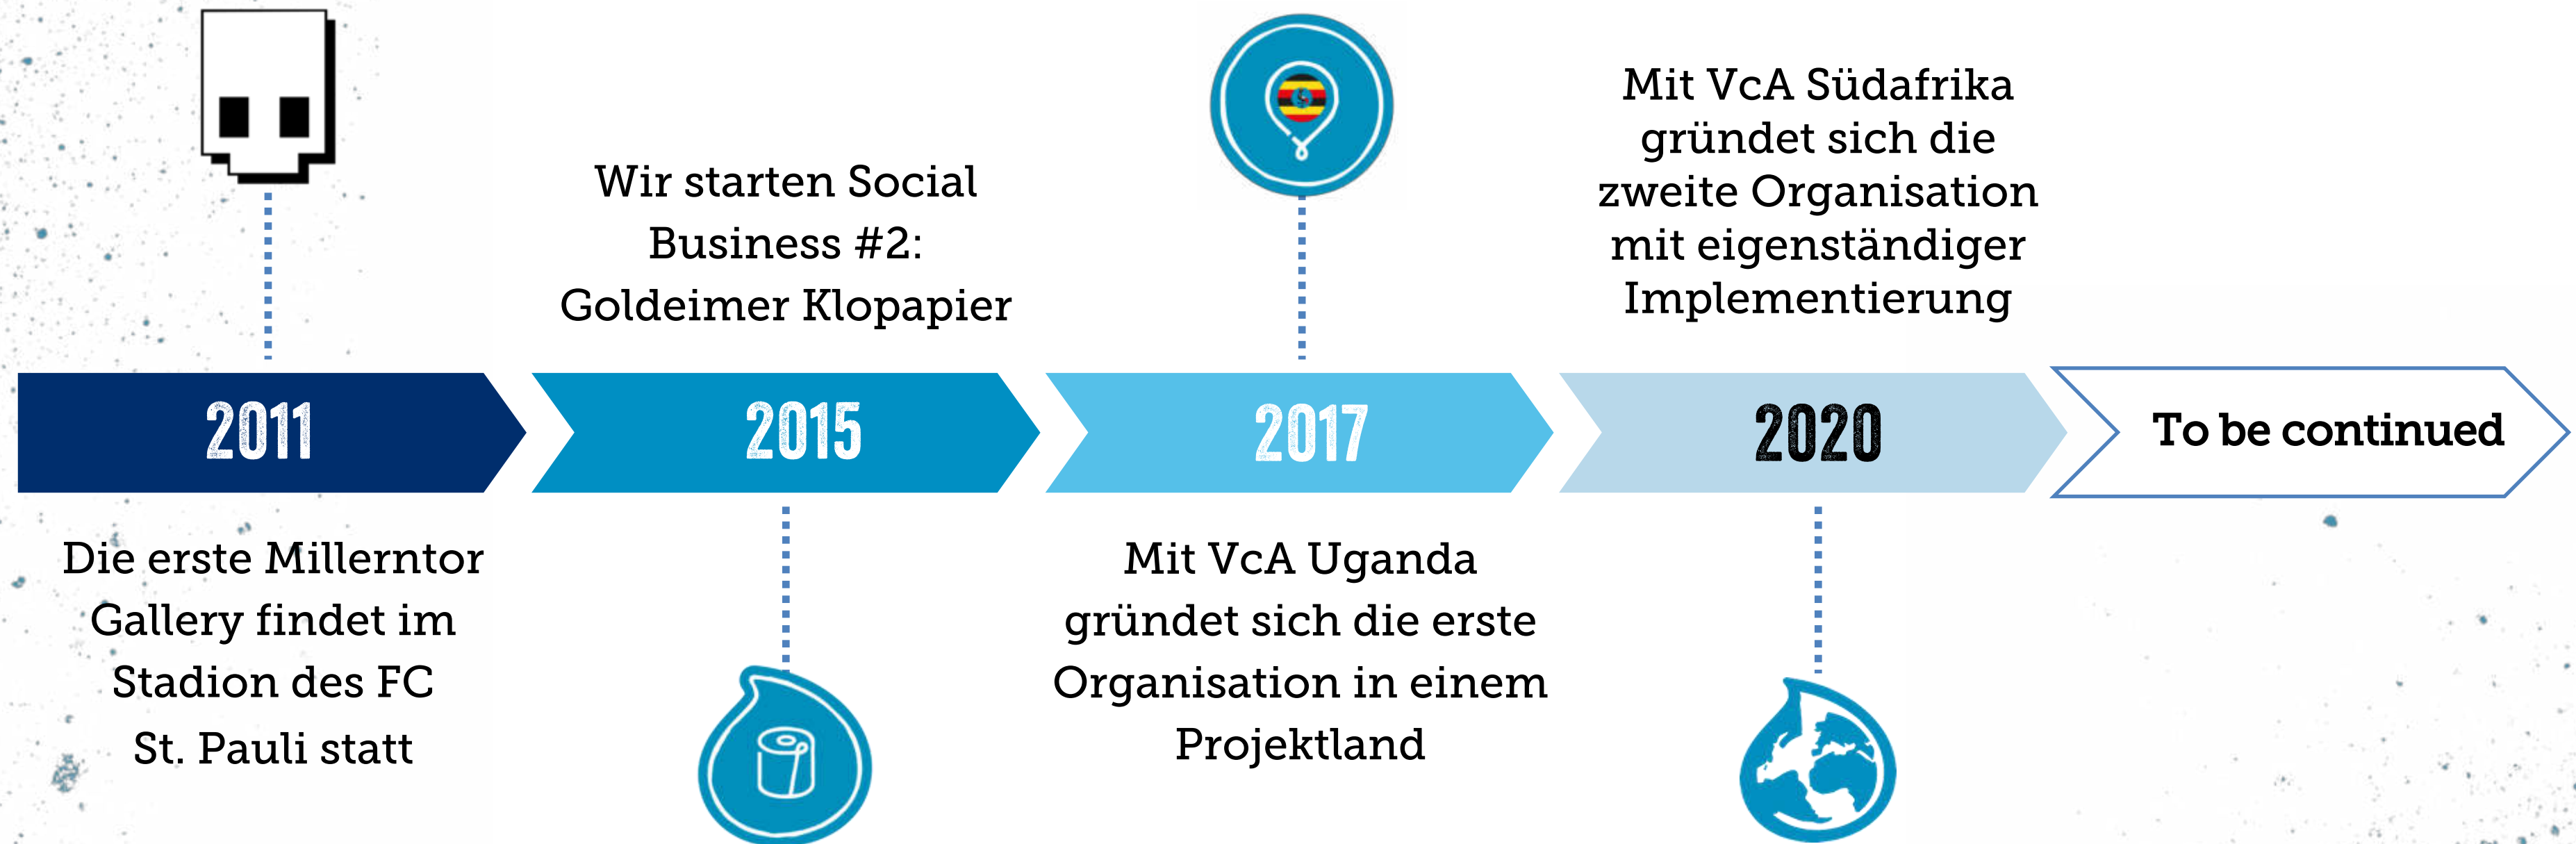 Wir starten Social
Business #2:
Goldeimer Klopapier
Mit VcA Südafrika
gründet sich die
zweite Organisation
mit eigenständiger
Implementierung
2011
2015
2017
2020
To be continued
Die erste Millerntor
Gallery findet im
Stadion des FC
St. Pauli statt
Mit VcA Uganda
gründet sich die erste
Organisation in einem
Projektland